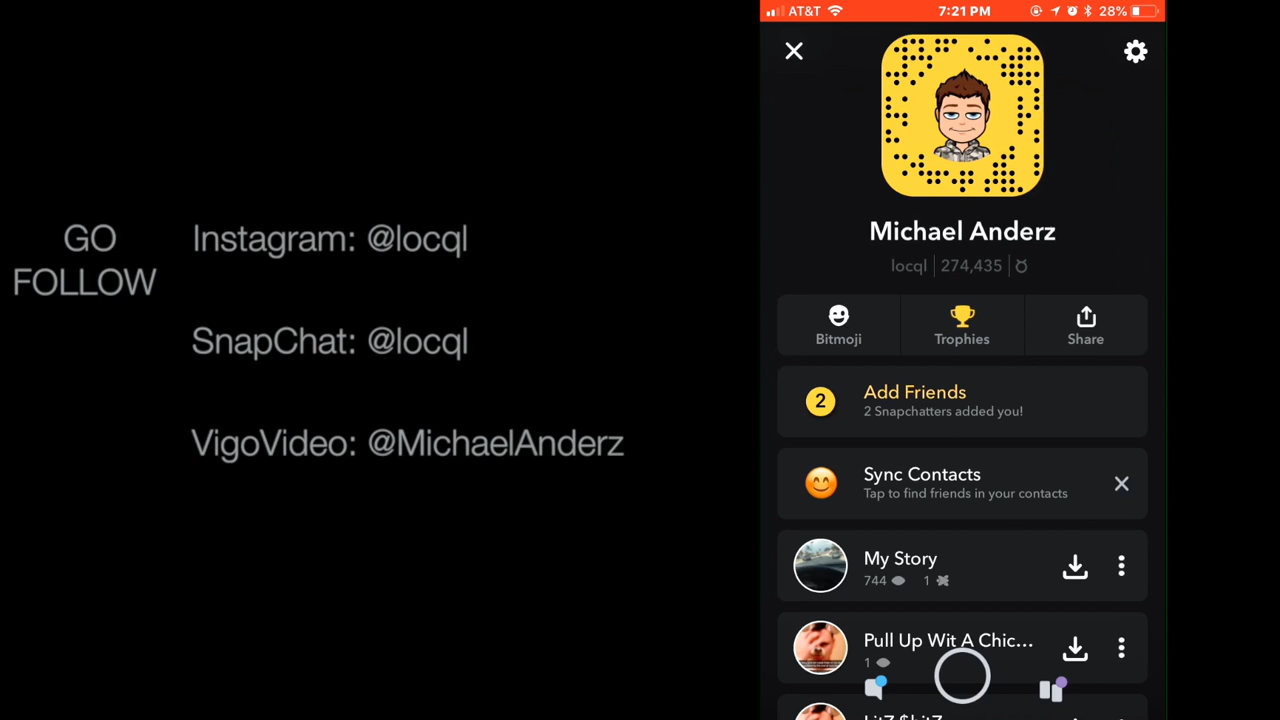 GO
FOLLOW
Instagram: @locql
SnapChat: @locql
VigoVideo: @MichaelAnderz
AT&T 7:21 PM 28%
Michael Anderz
locql 274,435
Bitmoji Trophies Share
2
Add Friends
2 Snapchatters added you!
Sync Contacts
Tap to find friends in your contacts
My Story
744 1
Pull Up Wit A Chic...
1